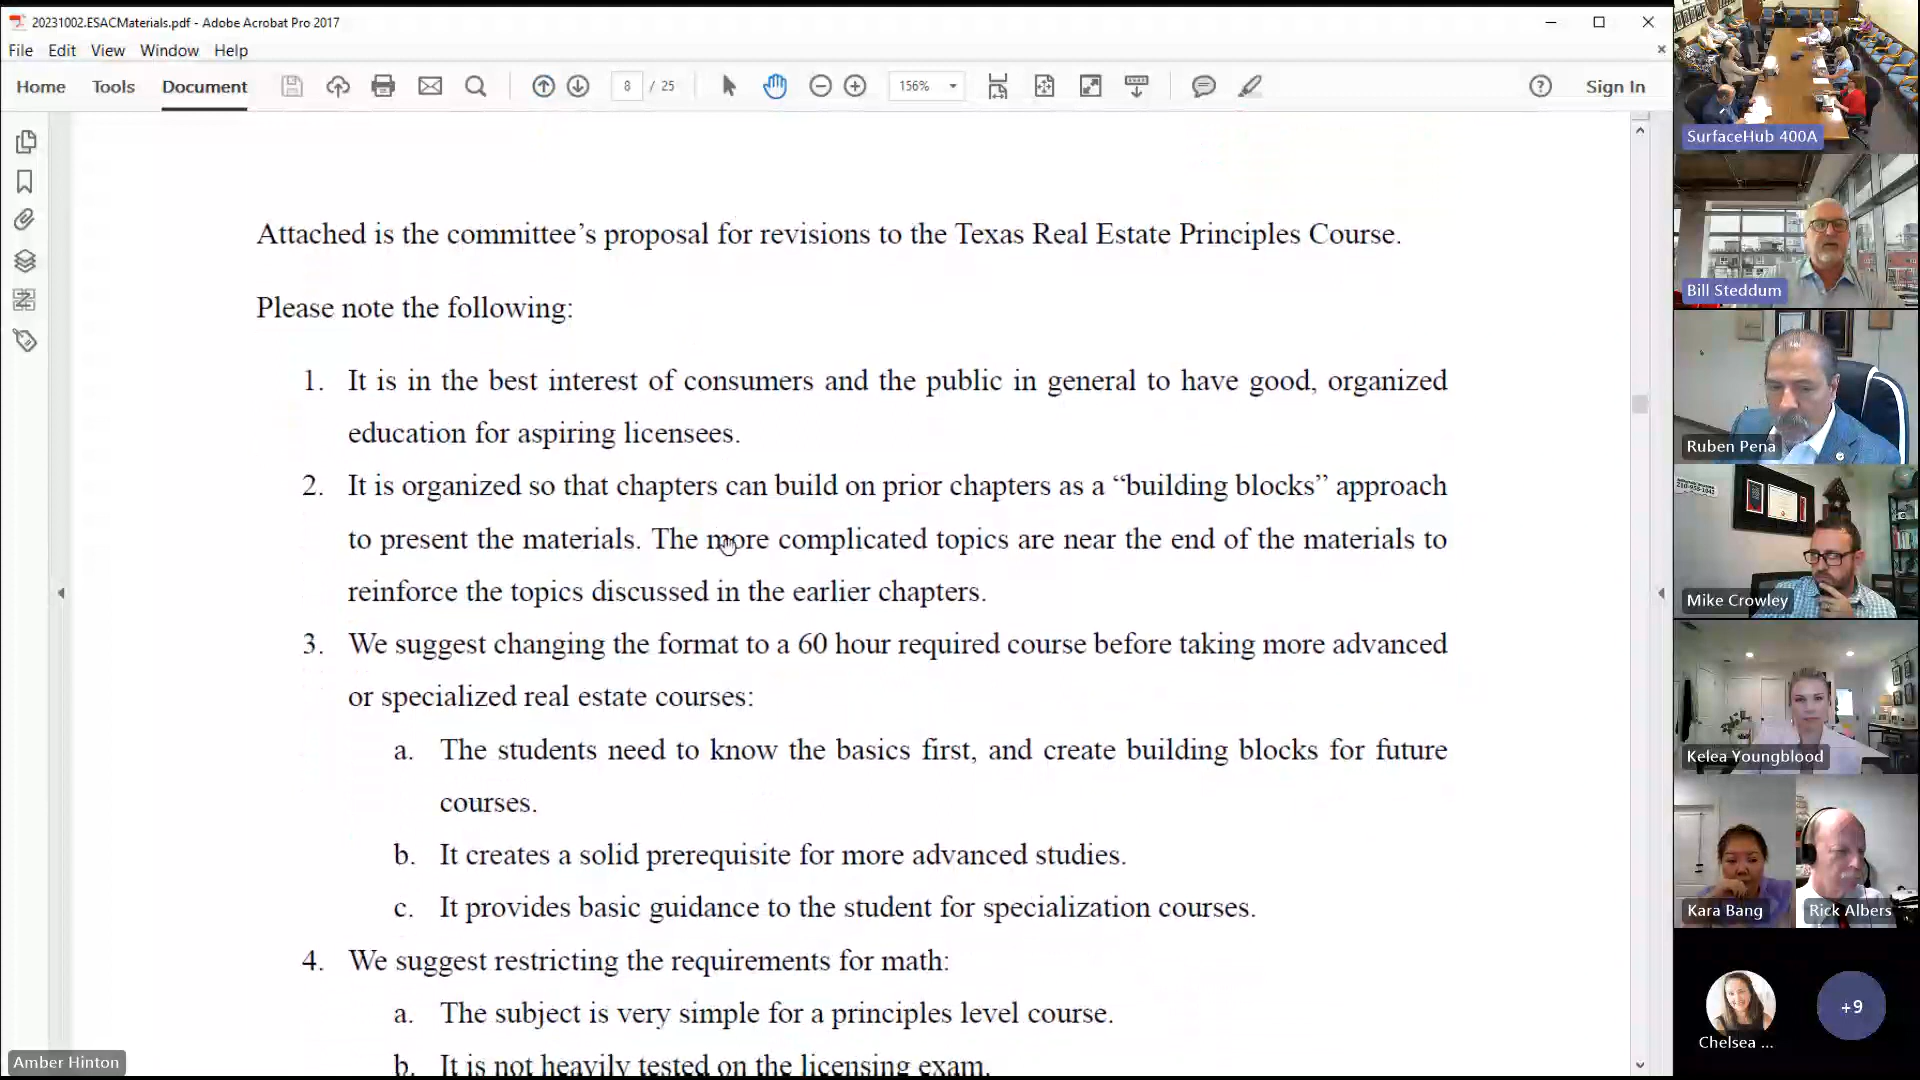 20231002.ESACMaterials.pdf - Adobe Acrobat Pro 2017
File Edit View Window Help
Home Tools Document 8 / 25 156% Sign In
Attached is the committee’s proposal for revisions to the Texas Real Estate Principles Course.
Please note the following:
1. It is in the best interest of consumers and the public in general to have good, organized
education for aspiring licensees.
2. It is organized so that chapters can build on prior chapters as a “building blocks” approach
to present the materials. The more complicated topics are near the end of the materials to
reinforce the topics discussed in the earlier chapters.
3. We suggest changing the format to a 60 hour required course before taking more advanced
or specialized real estate courses:
a. The students need to know the basics first, and create building blocks for future
courses.
b. It creates a solid prerequisite for more advanced studies.
c. It provides basic guidance to the student for specialization courses.
4. We suggest restricting the requirements for math:
a. The subject is very simple for a principles level course.
b. It is not heavily tested on the licensing exam.
Amber Hinton
SurfaceHub 400A
Bill Steddum
Ruben Pena
Mike Crowley
Kelea Youngblood
Kara Bang
Rick Albers
Chelsea ...
+9